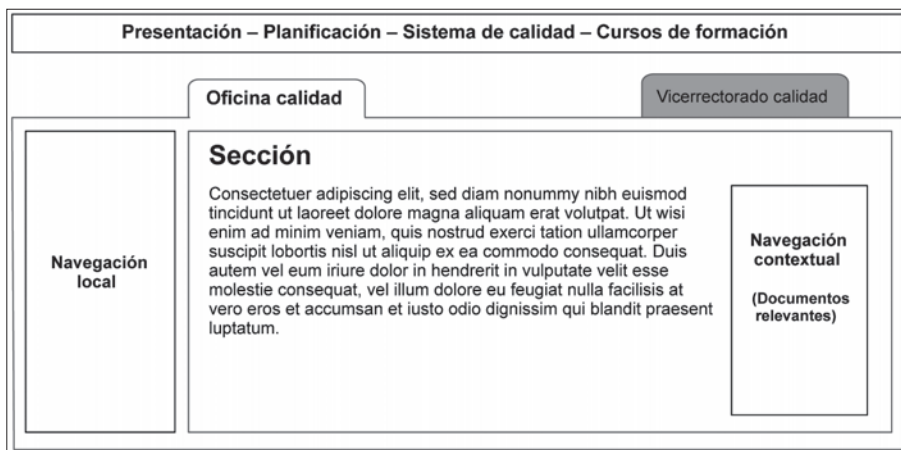 Presentación – Planificación – Sistema de calidad – Cursos de formación
Oficina calidad
Vicerrectorado calidad
Navegación
local
Sección
Consectetuer adipiscing elit, sed diam nonummy nibh euismod
tincidunt ut laoreet dolore magna aliquam erat volutpat. Ut wisi
enim ad minim veniam, quis nostrud exerci tation ullamcorper
suscipit lobortis nisl ut aliquip ex ea commodo consequat. Duis
autem vel eum iriure dolor in hendrerit in vulputate velit esse
molestie consequat, vel illum dolore eu feugiat nulla facilisis at
vero eros et accumsan et iusto odio dignissim qui blandit praesent
luptatum.
Navegación
contextual
(Documentos
relevantes)